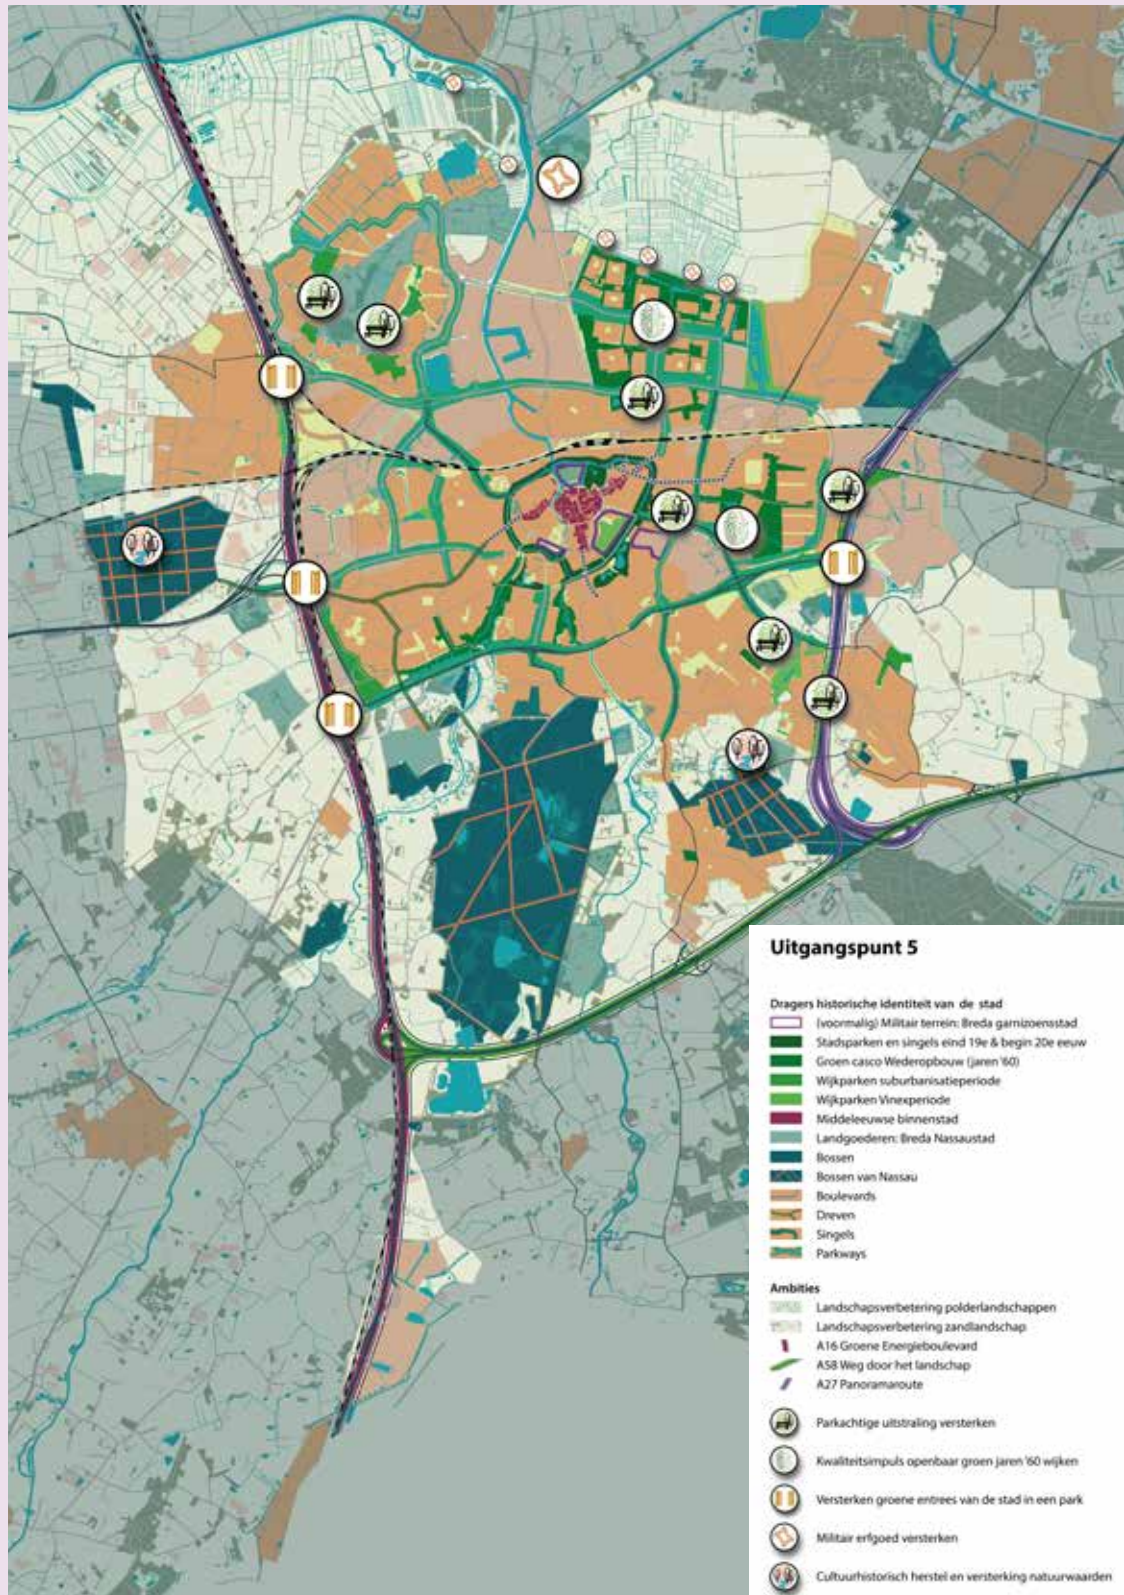 Uitgangspunt 5
Dragers historische identiteit van de stad
(voormalig) Militair terrein: Breda garnizoensstad
Stadsparken en singels eind 19e & begin 20e eeuw
Groen casco Wederopbouw (jaren '60)
Wijkparken suburbanisatieperiode
Wijkparken Vinexperiode
Middeleeuwse binnenstad
Landgoederen: Breda Nassaustad
Bossen
Bossen van Nassau
Boulevards
Dreven
Singels
Parkways
Ambities
Landschapsverbetering polderlandschappen
Landschapsverbetering zandlandschap
A16 Groene Energieboulevard
A58 Weg door het landschap
A27 Panoramaroute
Parkachtige uitstraling versterken
Kwaliteitsimpuls openbaar groen jaren '60 wijken
Versterken groene entrees van de stad in een park
Militair erfgoed versterken
Cultuurhistorisch herstel en versterking natuurwaarden